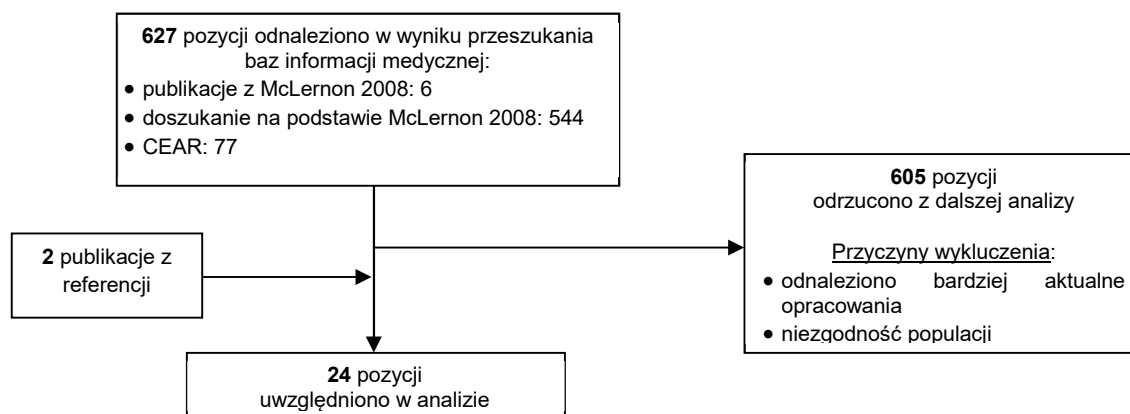 627 pozycji odnaleziono w wyniku przeszukania
baz informacji medycznej:
• publikacje z McLernon 2008: 6
• doszukanie na podstawie McLernon 2008: 544
• CEAR: 77
2 publikacje z
referencji
605 pozycji
odrzucono z dalszej analizy
Przyczyny wykluczenia:
• odnaleziono bardziej aktualne
opracowania
• niezgodność populacji
24 pozycji
uwzględniono w analizie